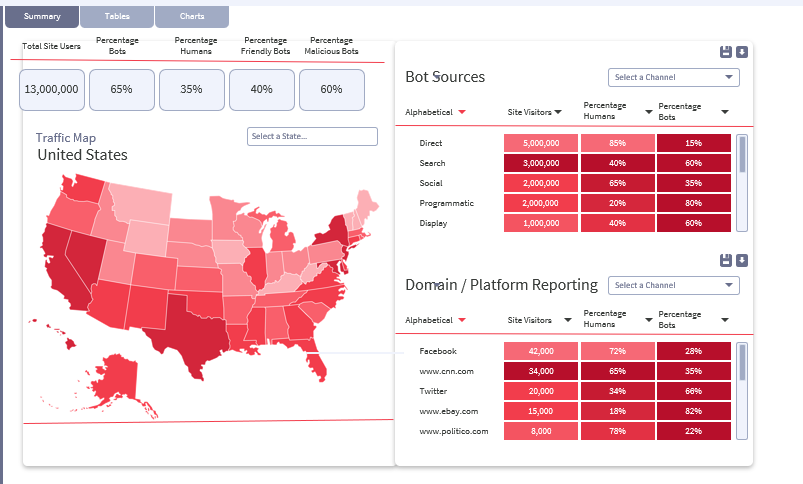 Summary
Tables
Charts
Total Site Users
Percentage Bots
Percentage Humans
Percentage Friendly Bots
Percentage Malicious Bots
13,000,000
65%
35%
40%
60%
Traffic Map
United States
Select a State...
Bot Sources
Select a Channel
Alphabetical
Site Visitors
Percentage Humans
Percentage Bots
Direct 5,000,000 85% 15%
Search 3,000,000 40% 60%
Social 2,000,000 65% 35%
Programmatic 2,000,000 20% 80%
Display 1,000,000 40% 60%
Domain / Platform Reporting
Select a Channel
Alphabetical
Site Visitors
Percentage Humans
Percentage Bots
Facebook 42,000 72% 28%
www.cnn.com 34,000 65% 35%
Twitter 20,000 34% 66%
www.ebay.com 15,000 18% 82%
www.politico.com 8,000 78% 22%